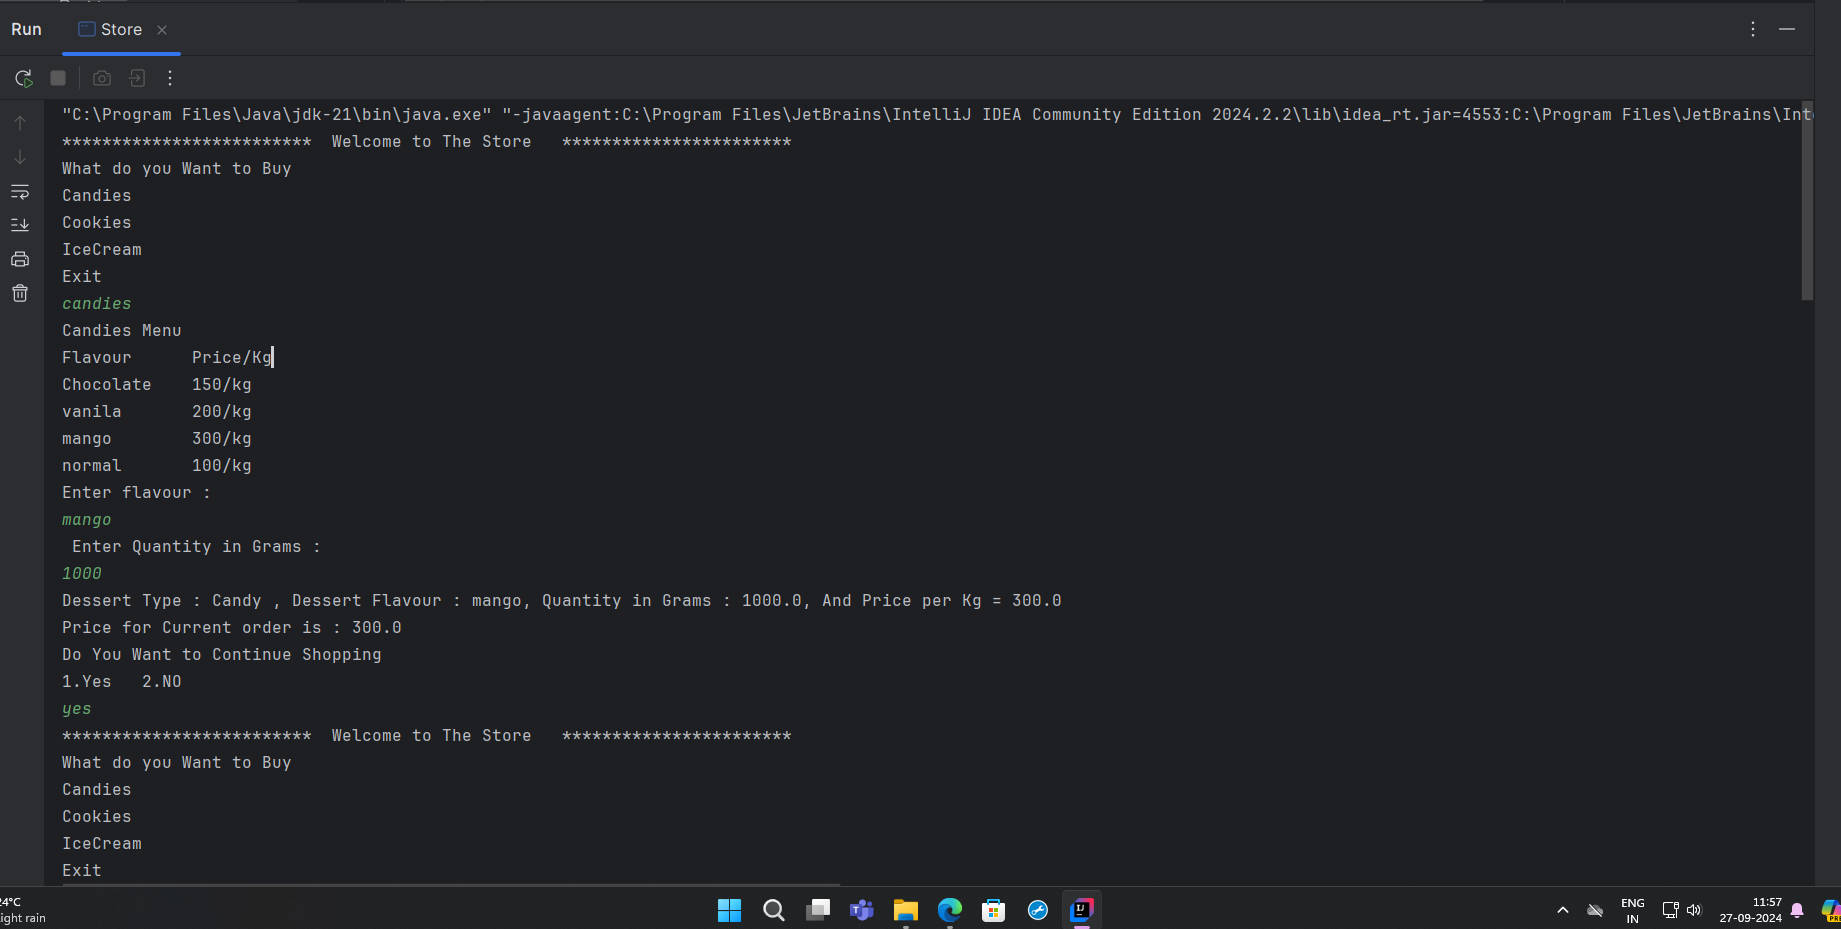 Run Store
"C:\Program Files\Java\jdk-21\bin\java.exe" "-javaagent:C:\Program Files\JetBrains\IntelliJ IDEA Community Edition 2024.2.2\lib\idea_rt.jar=4553:C:\Program Files\JetBrains\Int
************************* Welcome to The Store ***********************
What do you Want to Buy
Candies
Cookies
IceCream
Exit
candies
Candies Menu
Flavour Price/Kg
Chocolate 150/kg
vanila 200/kg
mango 300/kg
normal 100/kg
Enter flavour :
mango
Enter Quantity in Grams :
1000
Dessert Type : Candy , Dessert Flavour : mango, Quantity in Grams : 1000.0, And Price per Kg = 300.0
Price for Current order is : 300.0
Do You Want to Continue Shopping
1.Yes 2.NO
yes
************************* Welcome to The Store ***********************
What do you Want to Buy
Candies
Cookies
IceCream
Exit
24°C
ight rain
ENG
IN
11:57
27-09-2024